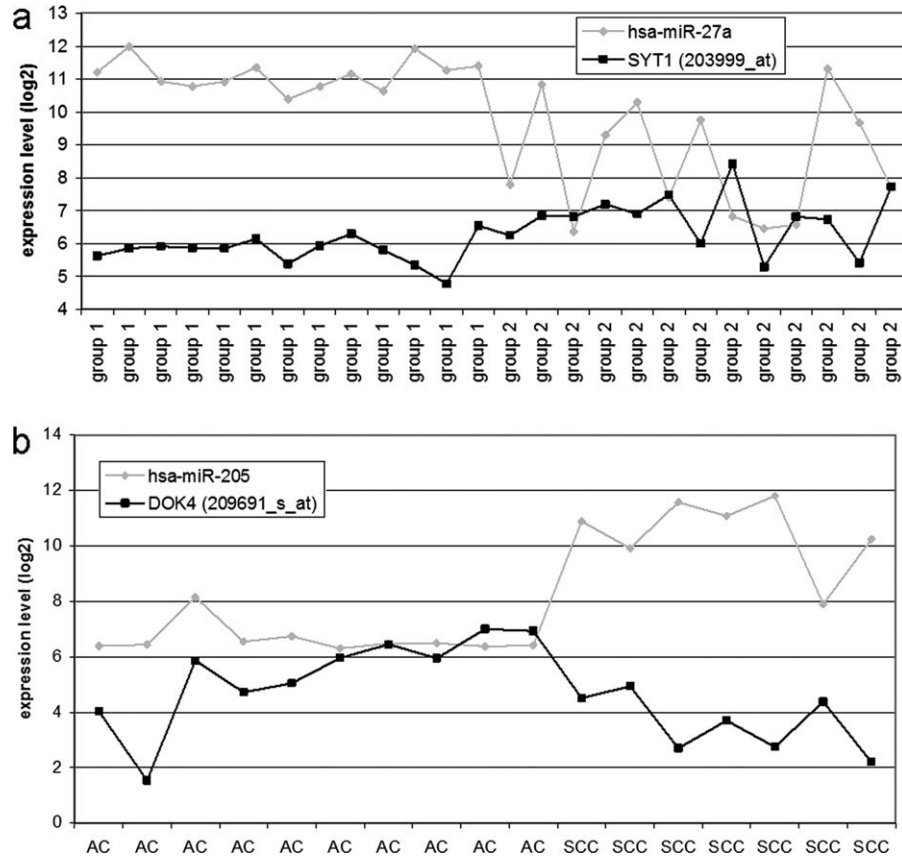 a
13
12
11
10
9
8
7
6
5
4
expression level (log2)
hsa-miR-27a
SYT1 (203999_at)
group 1
group 1
group 1
group 1
group 1
group 1
group 1
group 1
group 1
group 1
group 1
group 1
group 1
group 2
group 2
group 2
group 2
group 2
group 2
group 2
group 2
group 2
group 2
group 2
group 2
group 2
b
14
12
10
8
6
4
2
0
expression level (log2)
hsa-miR-205
DOK4 (209691_s_at)
AC AC AC AC AC AC AC AC AC AC SCC SCC SCC SCC SCC SCC SCC